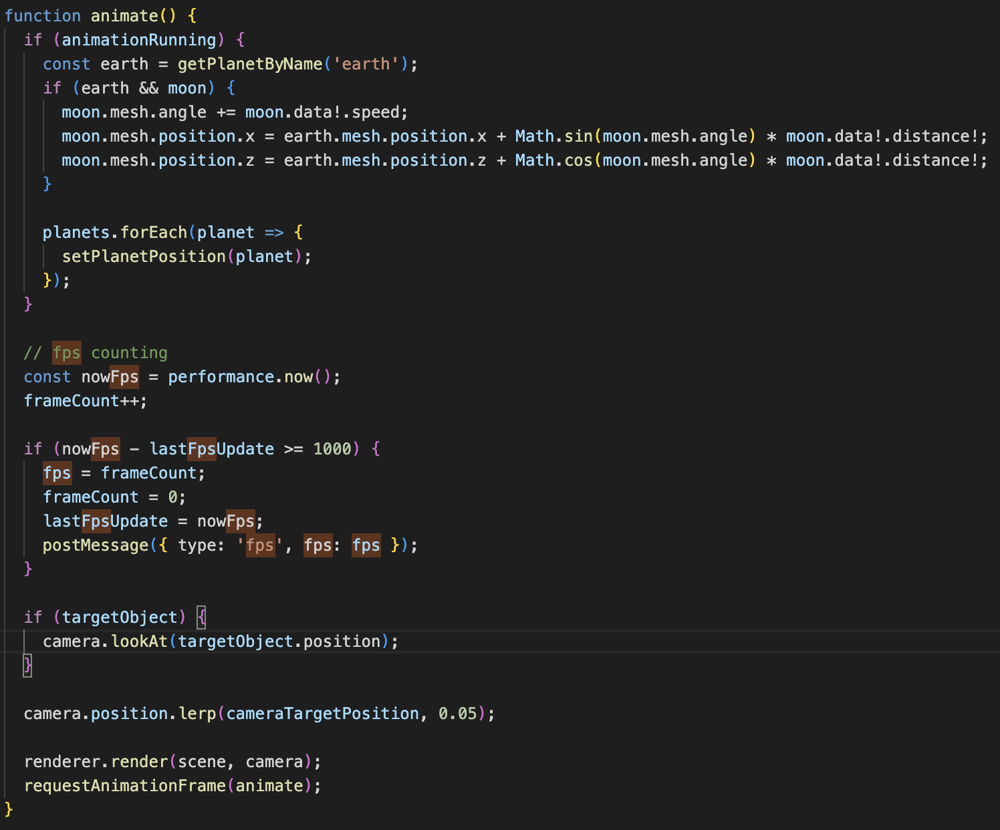 function animate() {
if (animationRunning) {
const earth = getPlanetByName('earth');
if (earth && moon) {
moon.mesh.angle += moon.data!.speed;
moon.mesh.position.x = earth.mesh.position.x + Math.sin(moon.mesh.angle) * moon.data!.distance!;
moon.mesh.position.z = earth.mesh.position.z + Math.cos(moon.mesh.angle) * moon.data!.distance!;
}
planets.forEach(planet => {
setPlanetPosition(planet);
});
}
// fps counting
const nowFps = performance.now();
frameCount++;
if (nowFps - lastFpsUpdate >= 1000) {
fps = frameCount;
frameCount = 0;
lastFpsUpdate = nowFps;
postMessage({ type: 'fps', fps: fps });
}
if (targetObject) {
camera.lookAt(targetObject.position);
}
camera.position.lerp(cameraTargetPosition, 0.05);
renderer.render(scene, camera);
requestAnimationFrame(animate);
}